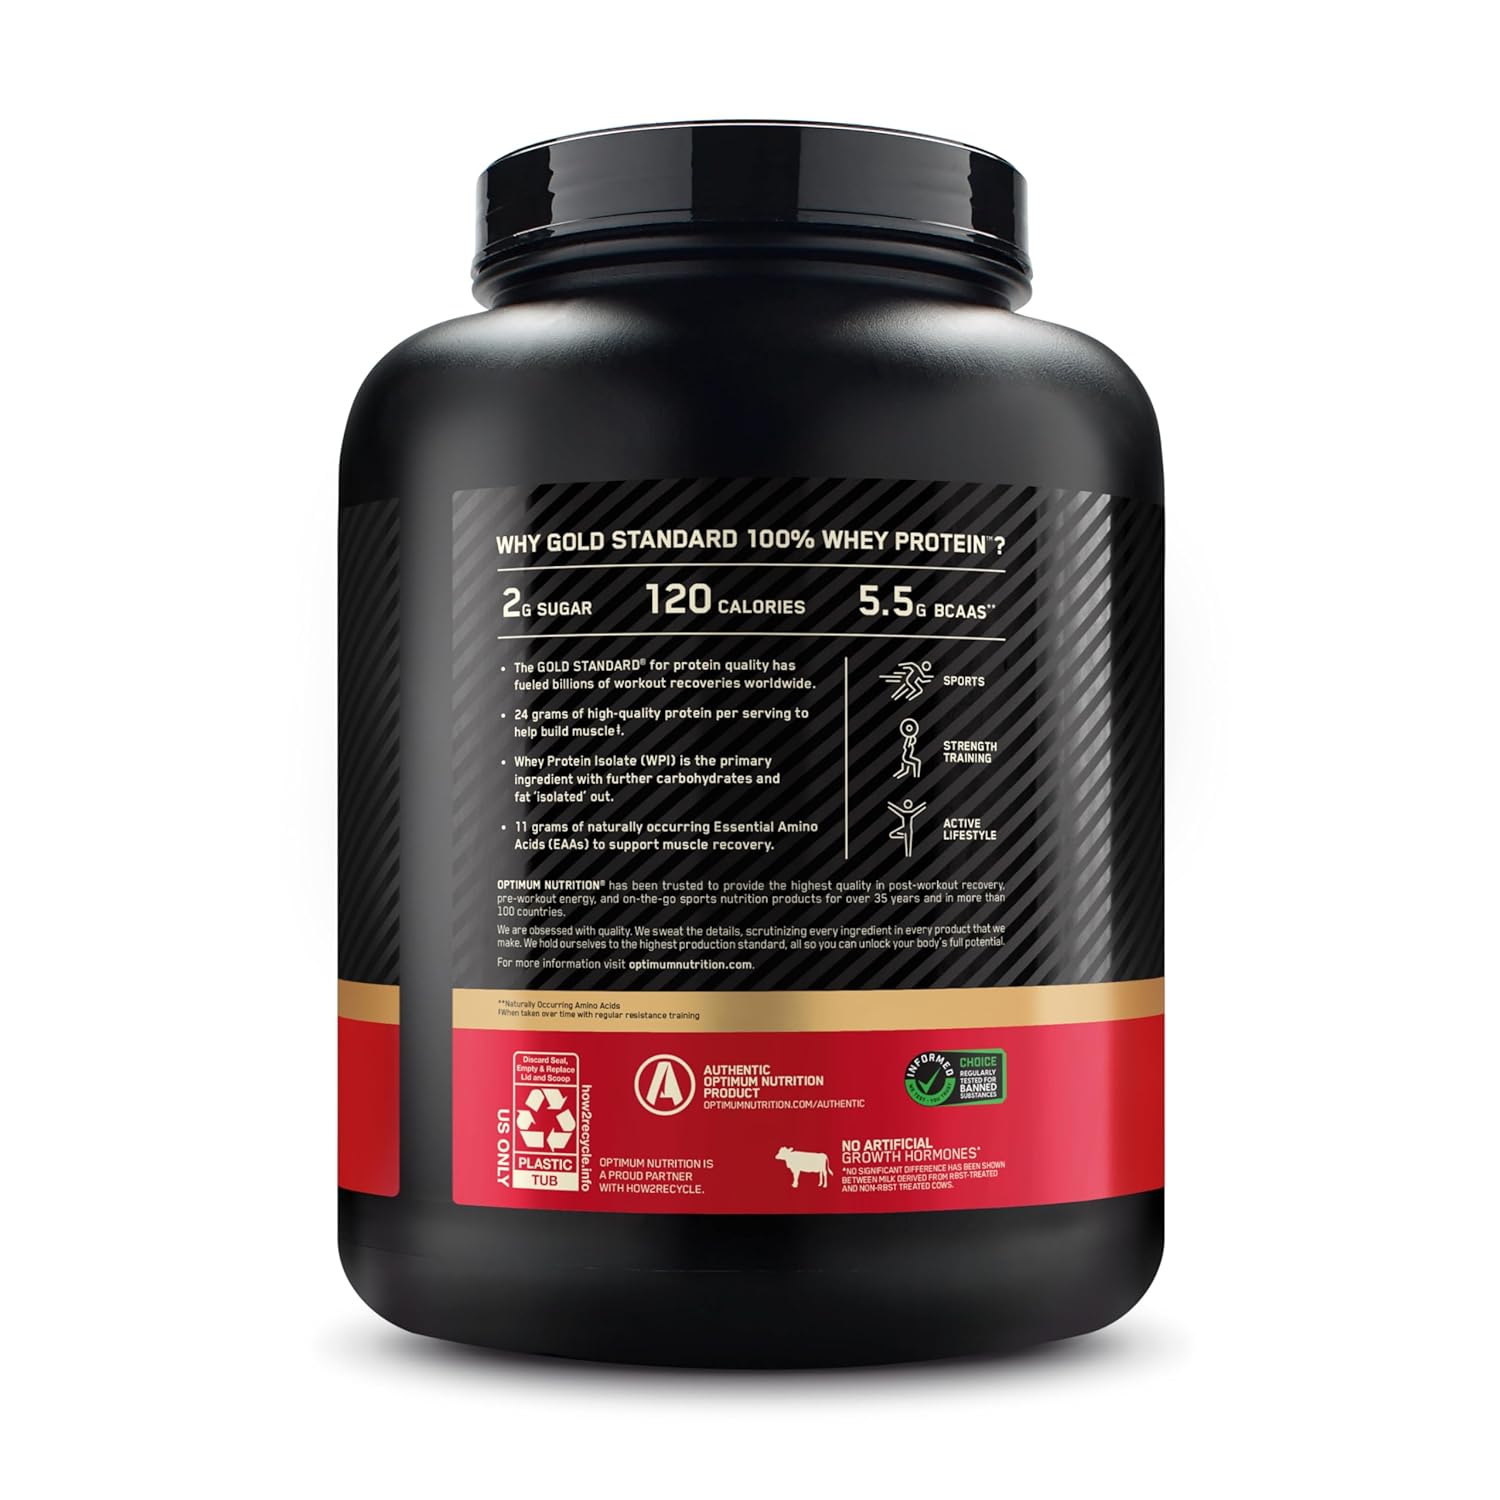 WHY GOLD STANDARD 100% WHEY PROTEIN™?
2G SUGAR 120 CALORIES 5.5G BCAAS**
• The GOLD STANDARD® for protein quality has
fueled billions of workout recoveries worldwide.
• 24 grams of high-quality protein per serving to
help build muscle‡.
• Whey Protein Isolate (WPI) is the primary
ingredient with further carbohydrates and
fat 'isolated' out.
• 11 grams of naturally occurring Essential Amino
Acids (EAAs) to support muscle recovery.
SPORTS
STRENGTH
TRAINING
ACTIVE
LIFESTYLE
OPTIMUM NUTRITION® has been trusted to provide the highest quality in post-workout recovery,
pre-workout energy, and on-the-go sports nutrition products for over 35 years and in more than
100 countries.
We are obsessed with quality. We sweat the details, scrutinizing every ingredient in every product that we
make. We hold ourselves to the highest production standard, all so you can unlock your body's full potential.
For more information visit optimumnutrition.com.
**Naturally Occurring Amino Acids
‡When taken over time with regular resistance training
Discard Seal,
Empty & Replace
Lid and Scoop
PLASTIC
TUB
US ONLY
how2recycle.info
OPTIMUM NUTRITION IS
A PROUD PARTNER
WITH HOW2RECYCLE.
AUTHENTIC
OPTIMUM NUTRITION
PRODUCT
OPTIMUMNUTRITION.COM/AUTHENTIC
INFORMED
WE TEST • YOU TRUST
CHOICE
REGULARLY
TESTED FOR
BANNED
SUBSTANCES
NO ARTIFICIAL
GROWTH HORMONES*
*NO SIGNIFICANT DIFFERENCE HAS BEEN SHOWN
BETWEEN MILK DERIVED FROM RBST-TREATED
AND NON-RBST TREATED COWS.